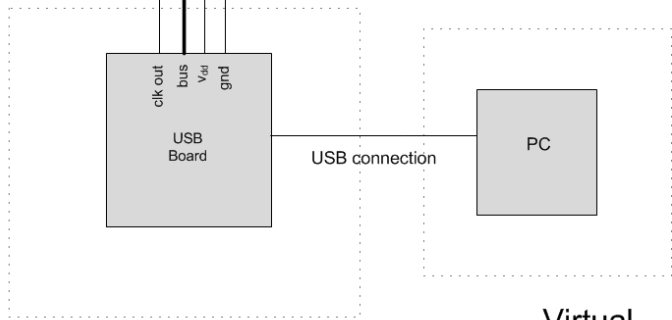 clk out
bus
Vdd
gnd
USB
Board
USB connection
PC
Virtual